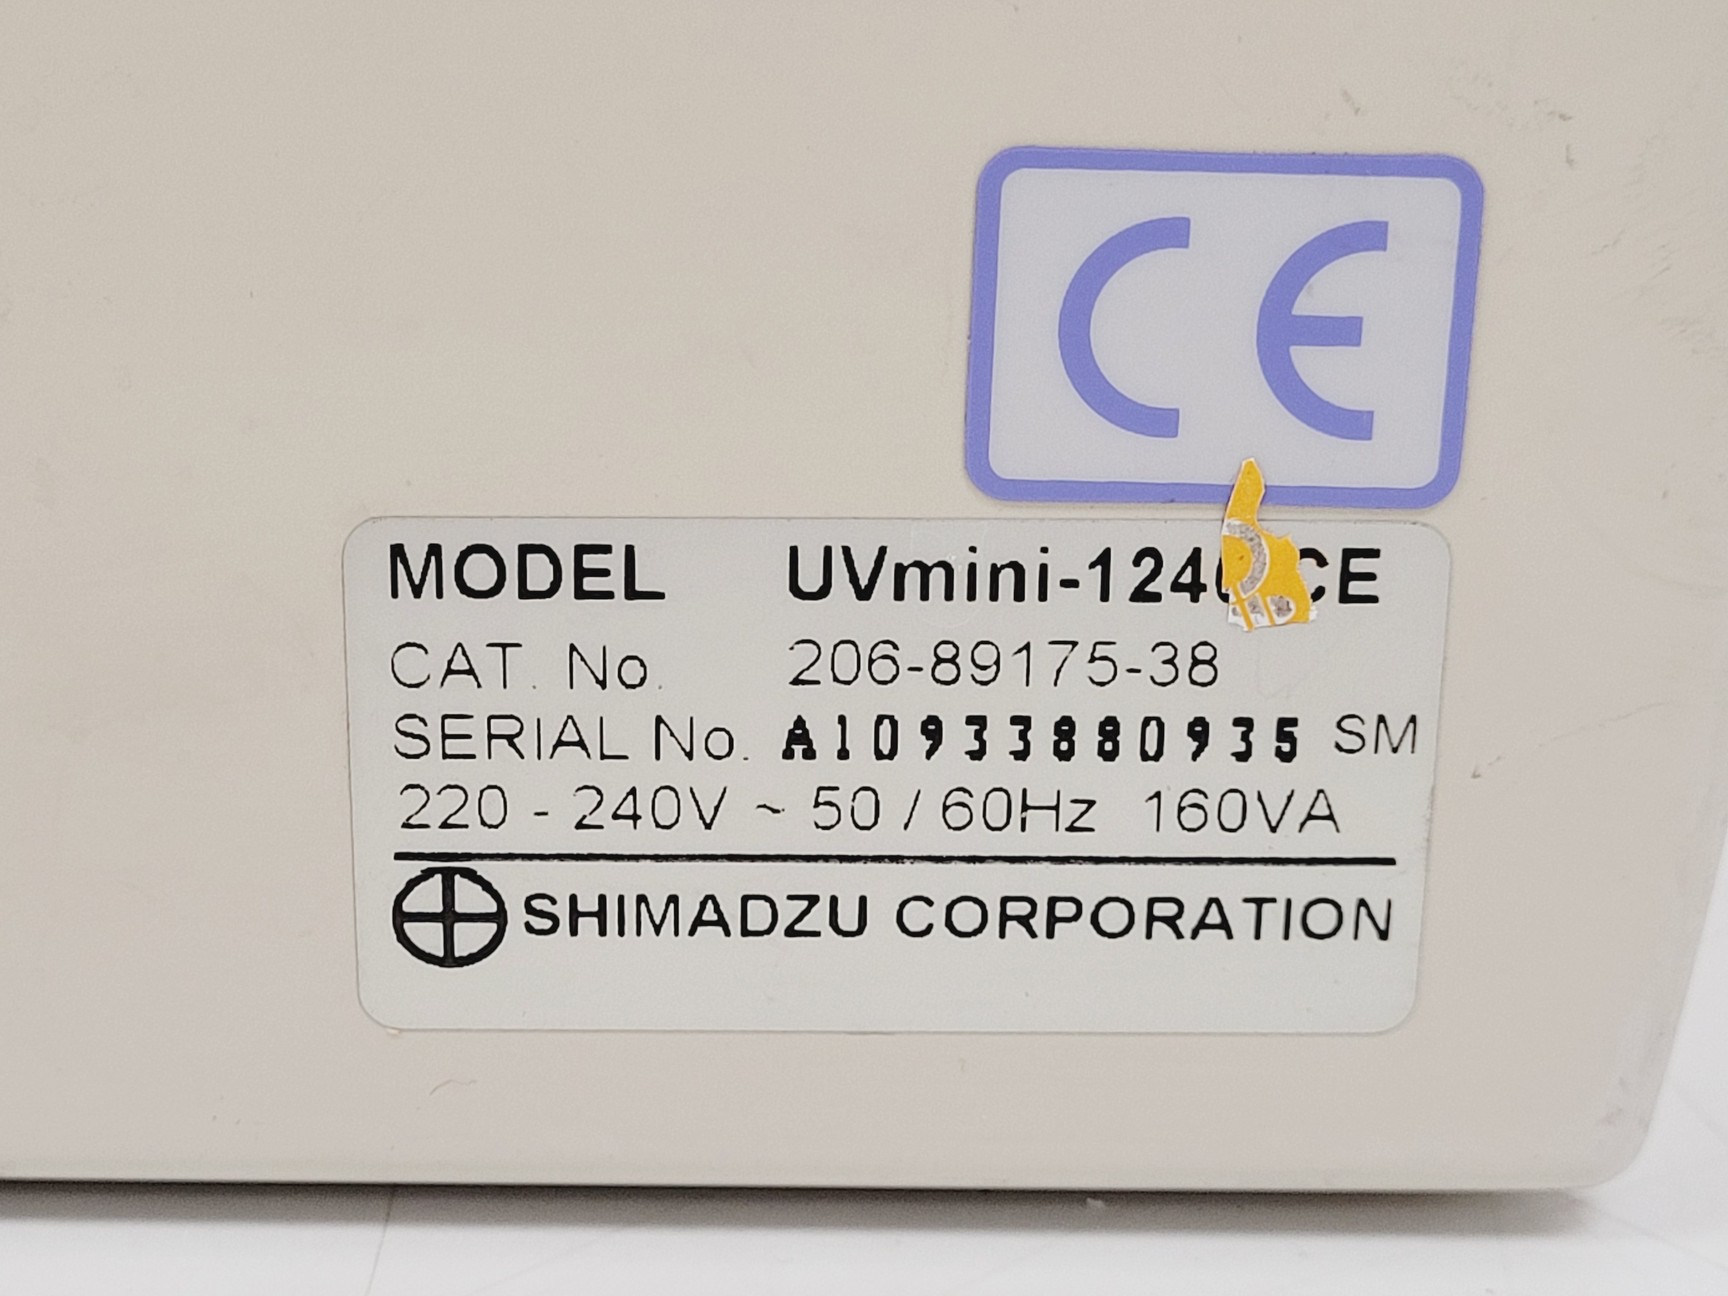 CE
MODEL UVmini-1240 CE
CAT. No. 206-89175-38
SERIAL No. A10933880935 SM
220 - 240V ~ 50 / 60Hz 160VA
SHIMADZU CORPORATION